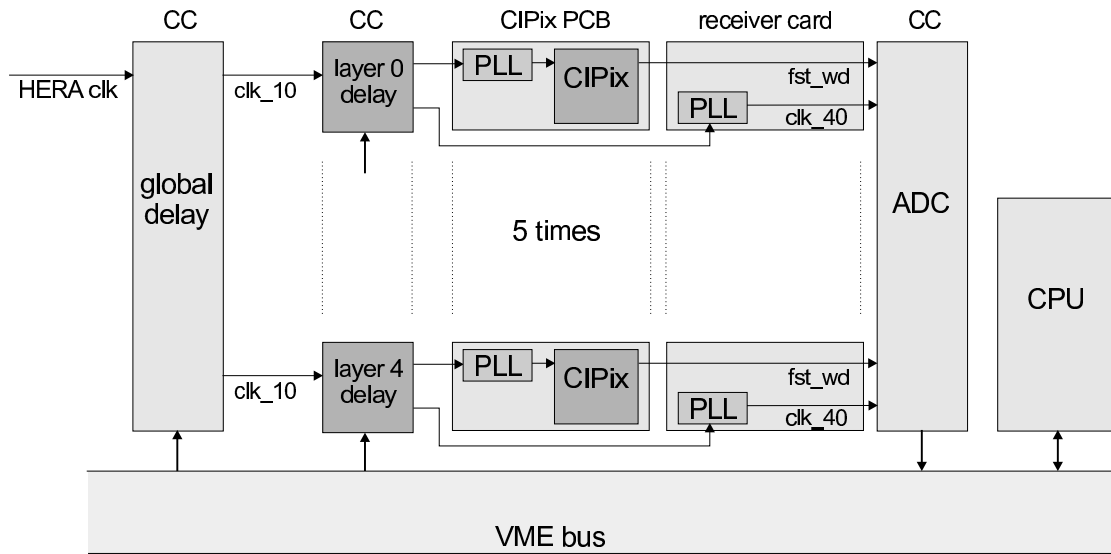 CC
CC
CIPix PCB
receiver card
CC
HERA clk
clk_10
layer 0
delay
PLL
CIPix
fst_wd
PLL
clk_40
global
delay
5 times
ADC
CPU
clk_10
layer 4
delay
PLL
CIPix
fst_wd
PLL
clk_40
VME bus